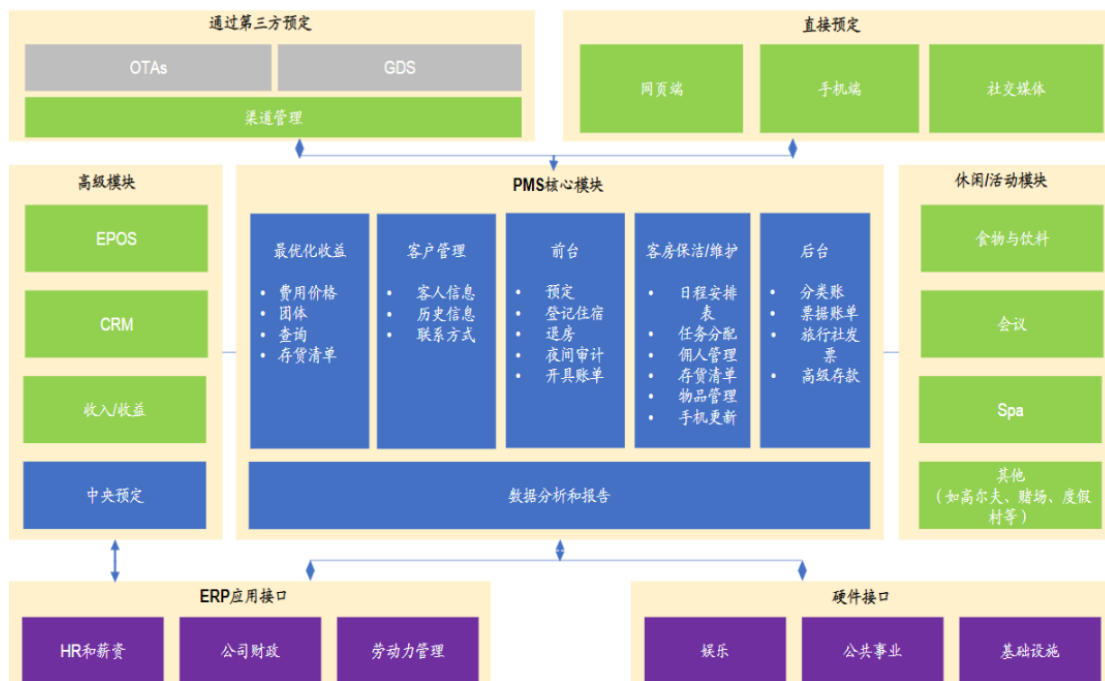 通过第三方预定
直接预定
OTAs
GDS
渠道管理
网页端
手机端
社交媒体
高级模块
EPOS
CRM
收入/收益
中央预定
PMS核心模块
最优化收益
• 费用价格
• 团体
• 查询
• 存货清单
客户管理
• 客人信息
• 历史信息
• 联系方式
前台
• 预定
• 登记住宿
• 退房
• 夜间审计
• 开具账单
客房保洁/维护
• 日程安排
表
• 任务分配
• 佣人管理
• 存货清单
• 物品管理
• 手机更新
后台
• 分类账
• 票据账单
• 旅行社发
票
• 高级存款
数据分析和报告
休闲/活动模块
食物与饮料
会议
Spa
其他
（如高尔夫、赌场、度假
村等）
ERP应用接口
HR和薪资
公司财政
劳动力管理
硬件接口
娱乐
公共事业
基础设施